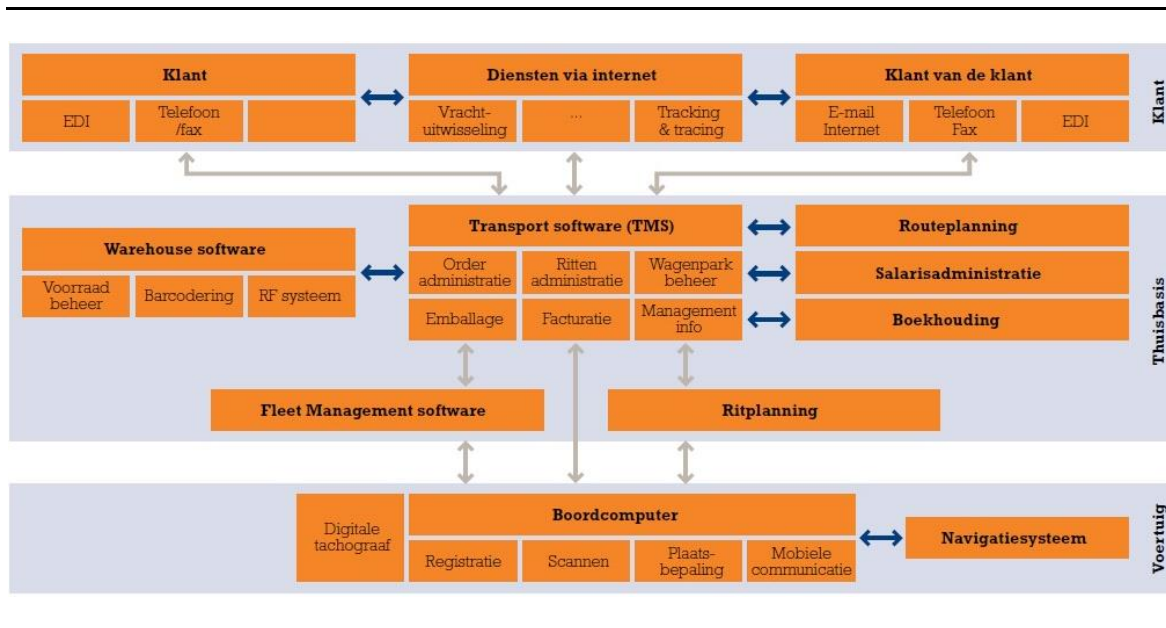 Klant
Diensten via internet
Klant van de klant
EDI
Telefoon
/fax
Vracht-
uitwisseling
...
Tracking
& tracing
E-mail
Internet
Telefoon
Fax
EDI
Klant
Warehouse software
Voorraad
beheer
Barcodering
RF systeem
Transport software (TMS)
Order
administratie
Ritten
administratie
Wagenpark
beheer
Emballage
Facturatie
Management
info
Routeplanning
Salarisadministratie
Boekhouding
Fleet Management software
Ritplanning
Thuisbasis
Digitale
tachograaf
Boordcomputer
Registratie
Scannen
Plaats-
bepaling
Mobiele
communicatie
Navigatiesysteem
Voertuig